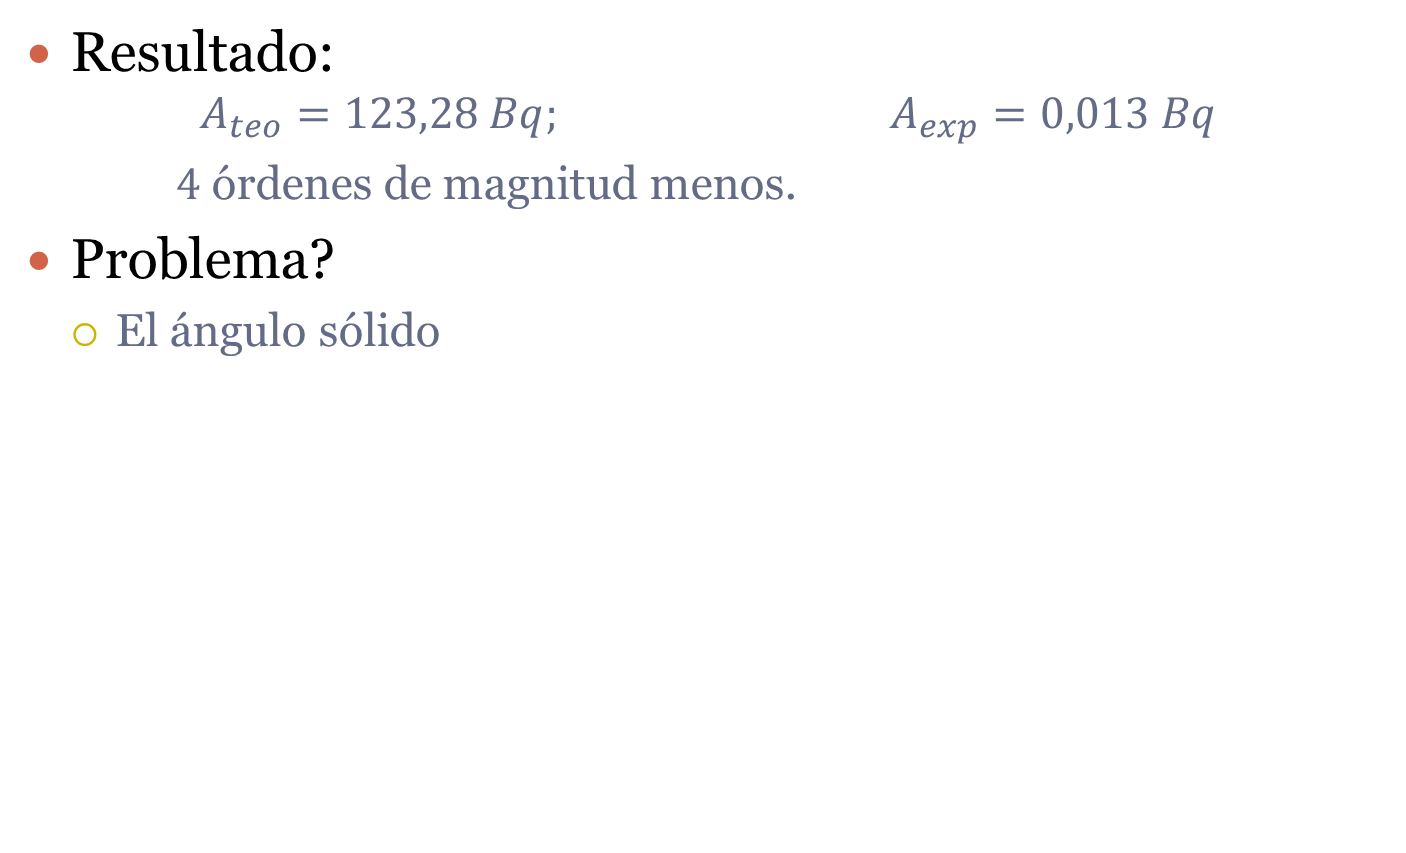 Resultado:
A_teo = 123,28 Bq; A_exp = 0,013 Bq
4 órdenes de magnitud menos.
Problema?
El ángulo sólido